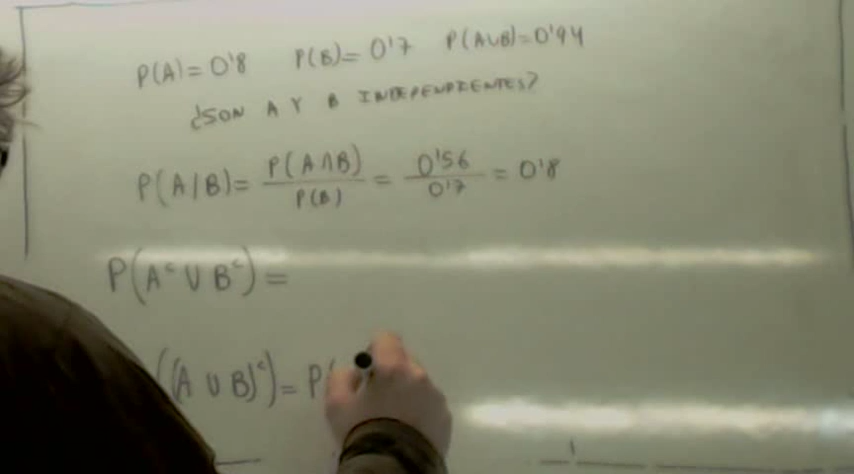 P(A)=0'8 P(B)=0'7 P(A∪B)=0'94
¿SON A Y B INDEPENDIENTES?
P(A/B)= P(A∩B)/P(B) = 0'56/0'7 = 0'8
P(Aᶜ ∪ Bᶜ)=
((A ∪ B)ᶜ)= P(